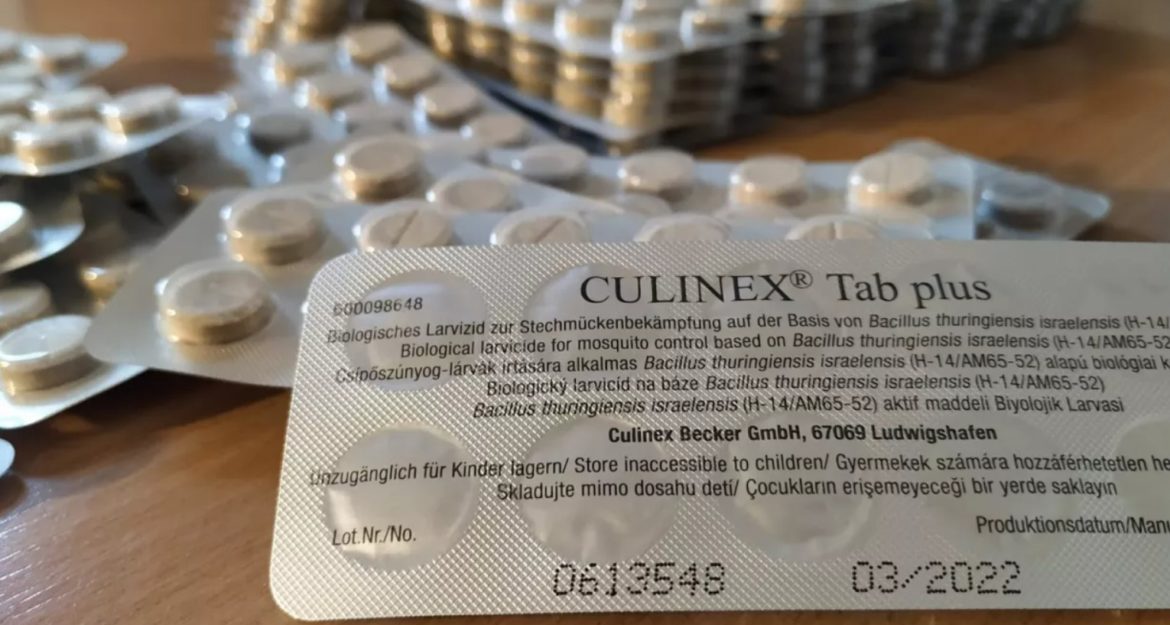 600098648
CULINEX® Tab plus
Biologisches Larvizid zur Stechmückenbekämpfung auf der Basis von Bacillus thuringiensis israelensis (H-14/
Biological larvicide for mosquito control based on Bacillus thuringiensis israelensis (H-14/AM65-52
Csípőszúnyog-lárvák írtására alkalmas Bacillus thuringiensis israelensis (H-14/AM65-52) alapú biológiai
Biologický larvicíd na báze Bacillus thuringiensis israelensis (H-14/AM65-52)
Bacillus thuringiensis israelensis (H-14/AM65-52) aktif maddeli Biyolojik Larvasi
Culinex Becker GmbH, 67069 Ludwigshafen
Unzugänglich für Kinder lagern/ Store inaccessible to children/ Gyermekek számára hozzáférhetetlen he
Skladujte mimo dosahu detí/ Çocukların erişemeyeceği bir yerde saklayın
Lot.Nr./No.
Produktionsdatum/Manu
0613548
03/2022